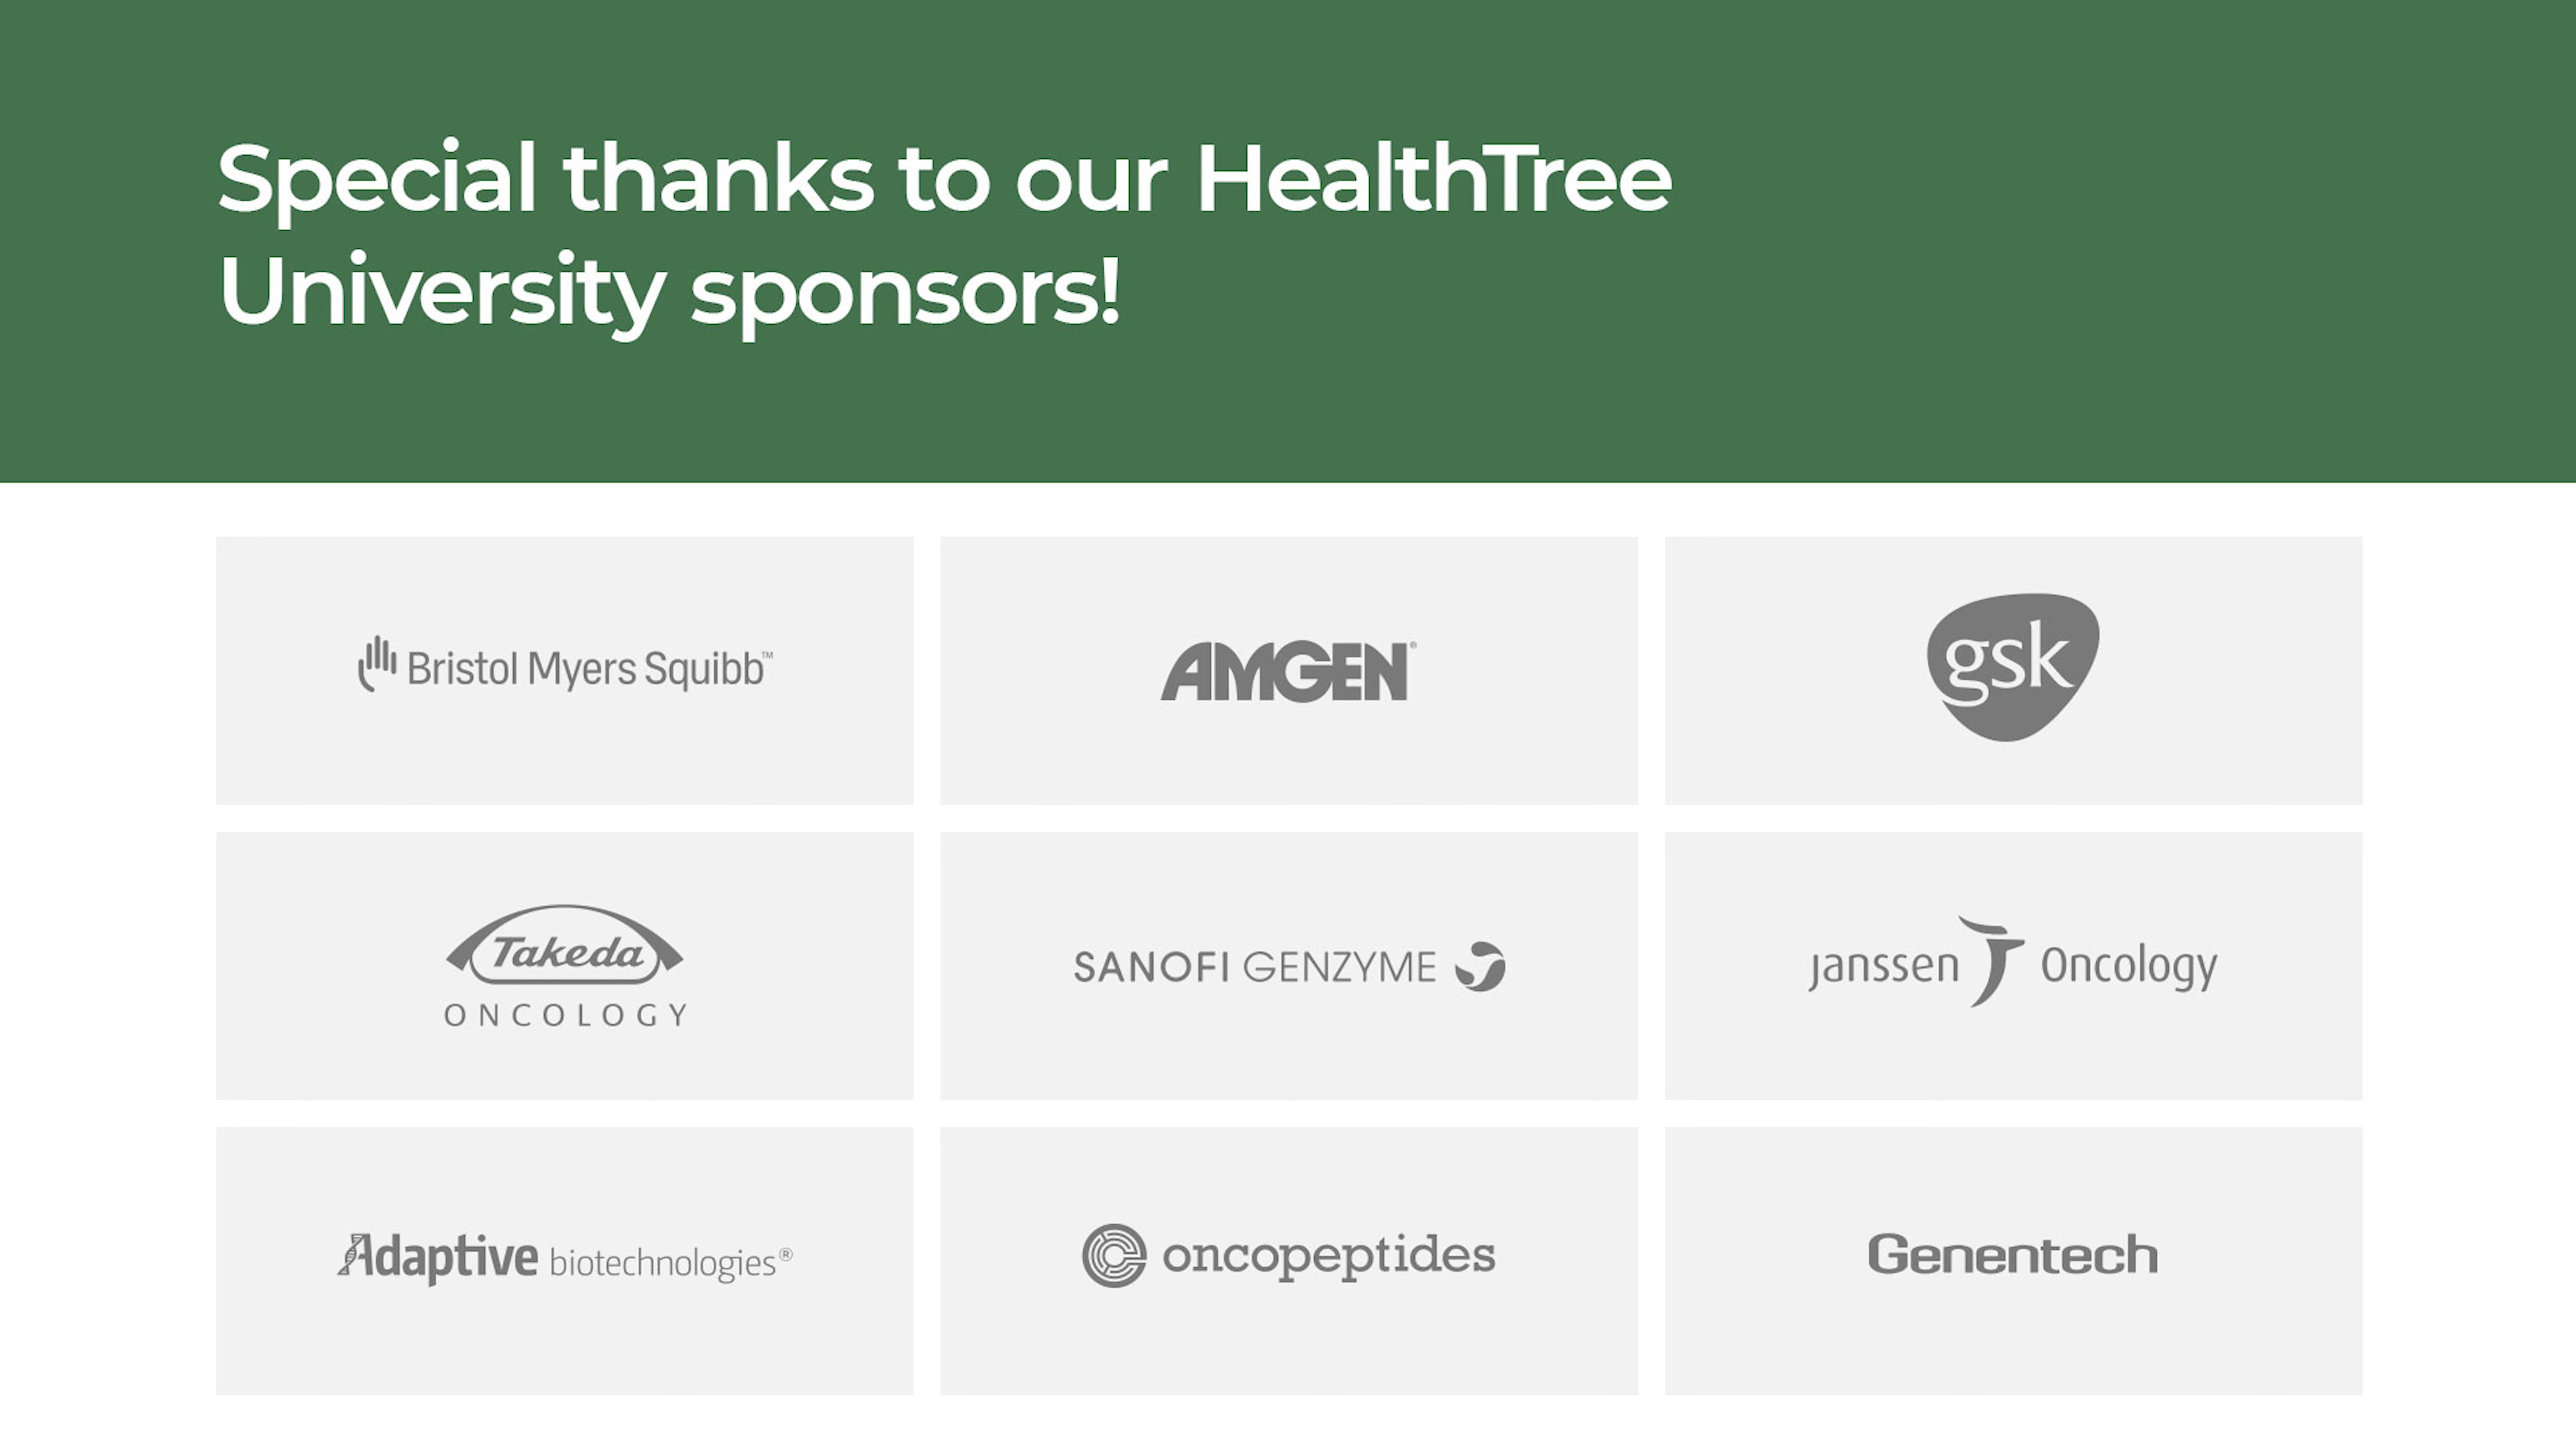 Special thanks to our HealthTree
University sponsors!
Bristol Myers Squibb™
AMGEN®
gsk
Takeda
ONCOLOGY
SANOFI GENZYME
janssen Oncology
Adaptive biotechnologies®
oncopeptides
Genentech